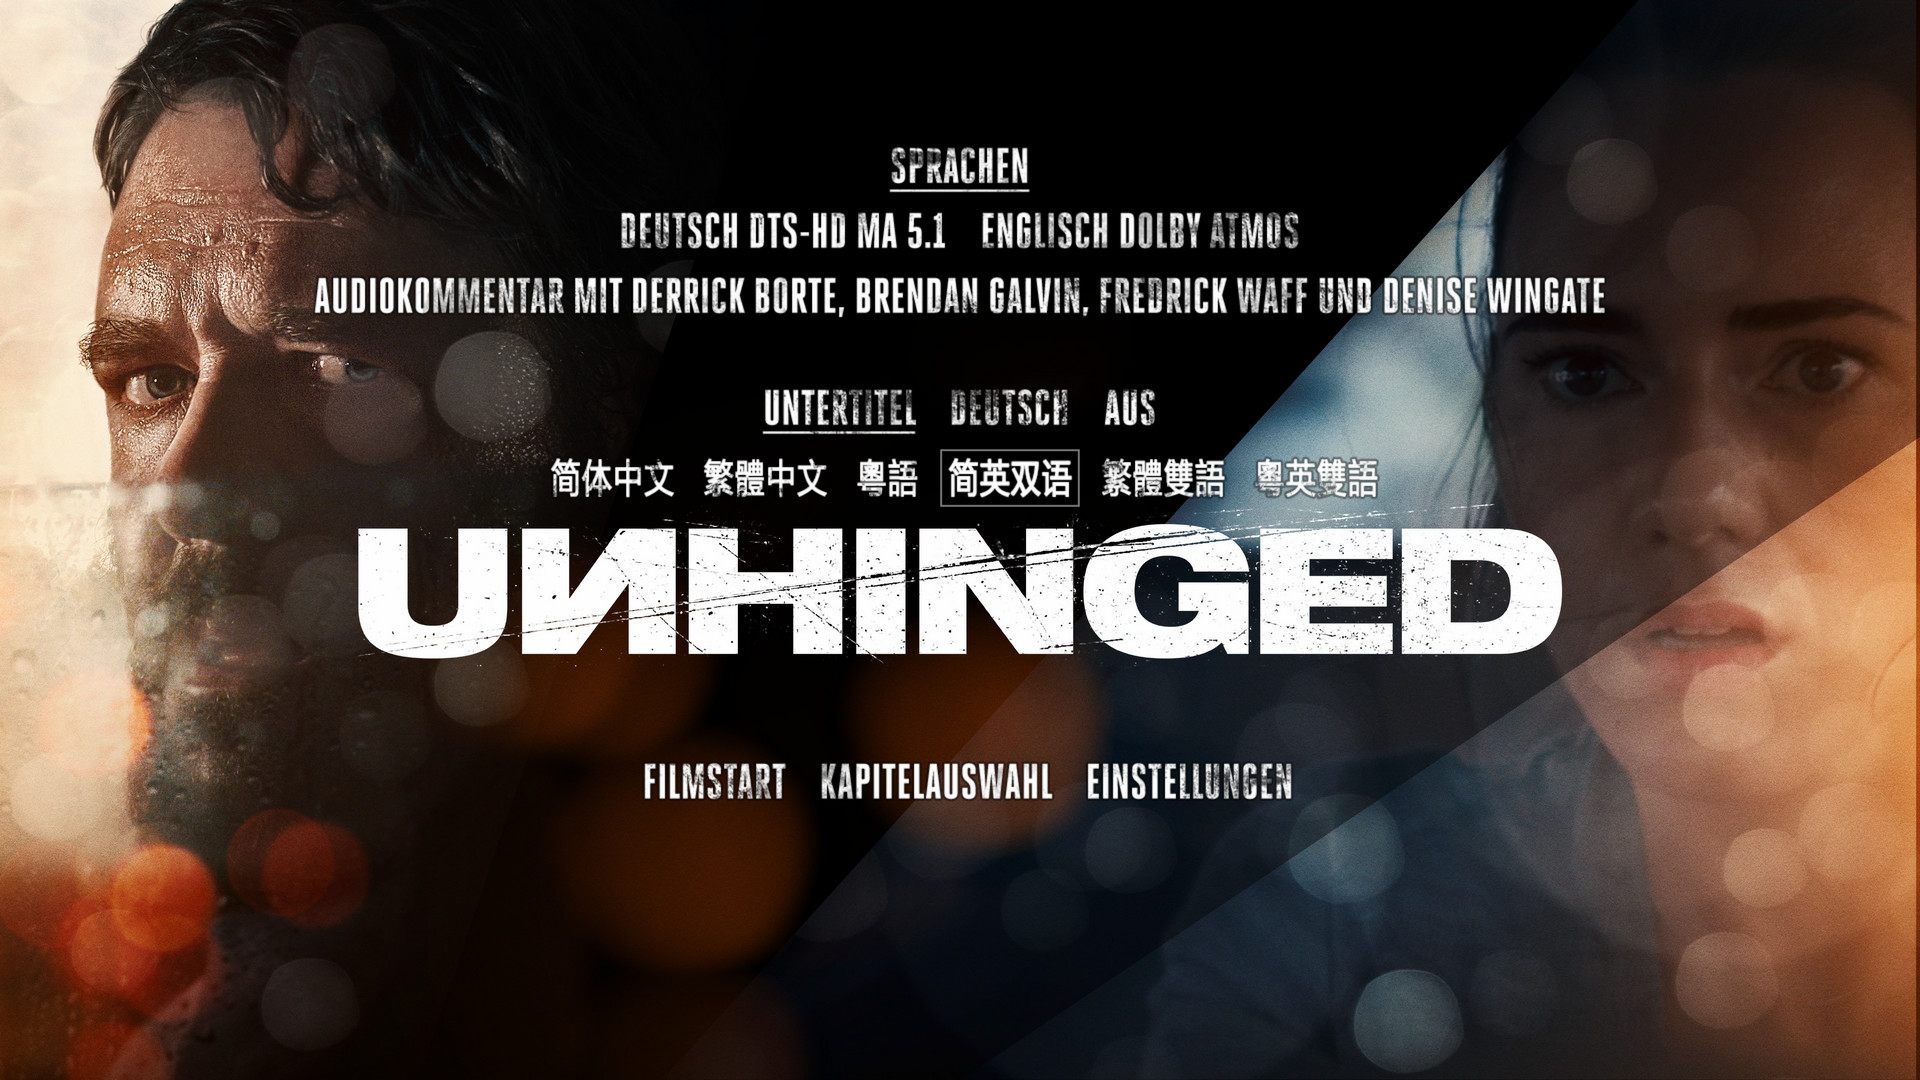 SPRACHEN
DEUTSCH DTS-HD MA 5.1 ENGLISCH DOLBY ATMOS
AUDIOKOMMENTAR MIT DERRICK BORTE, BRENDAN GALVIN, FREDRICK WAFF UND DENISE WINGATE
UNTERTITEL DEUTSCH AUS
简体中文 繁體中文 粵語 简英双语 繁體雙語 粵英雙語
UИHINGED
FILMSTART KAPITELAUSWAHL EINSTELLUNGEN